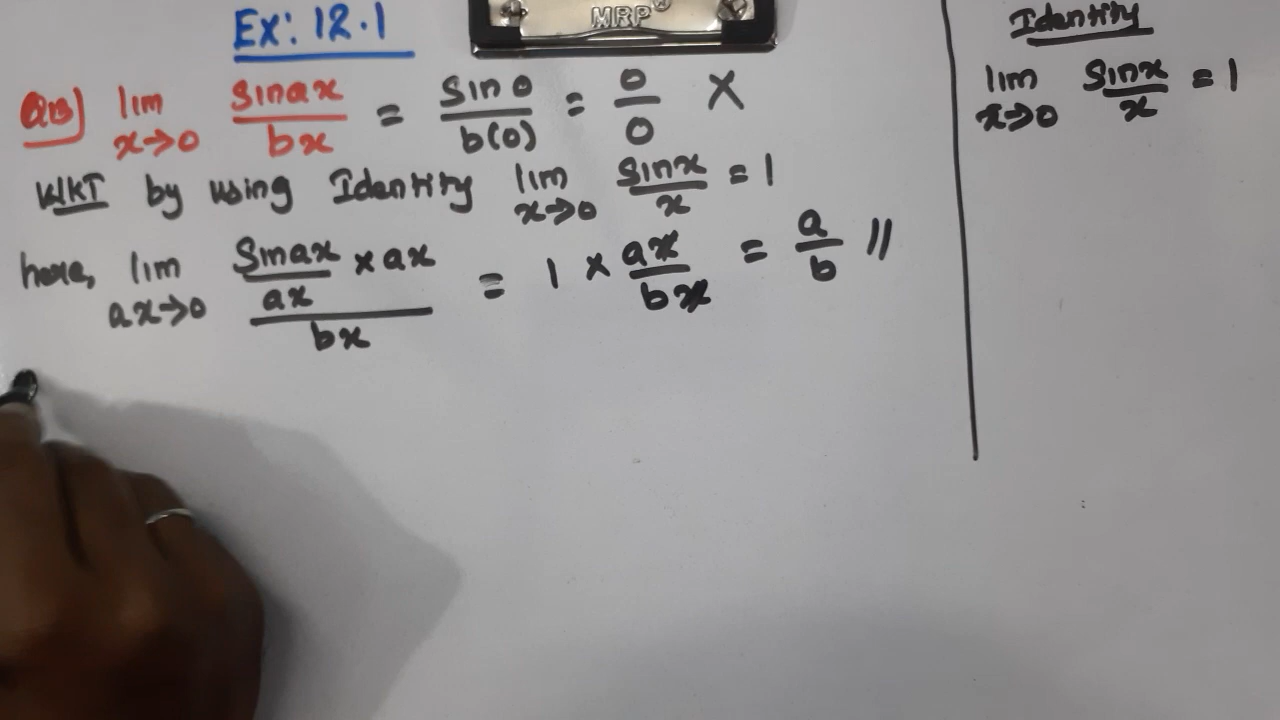 MRP
Ex: 12.1
Q13) lim x→0 sinax/bx = sin0/b(0) = 0/0 ×
WKT by using Identity lim x→0 sinx/x = 1
here, lim ax→0 (sinax/ax × ax)/bx = 1 × ax/bx = a/b //
Identity
lim x→0 sinx/x = 1